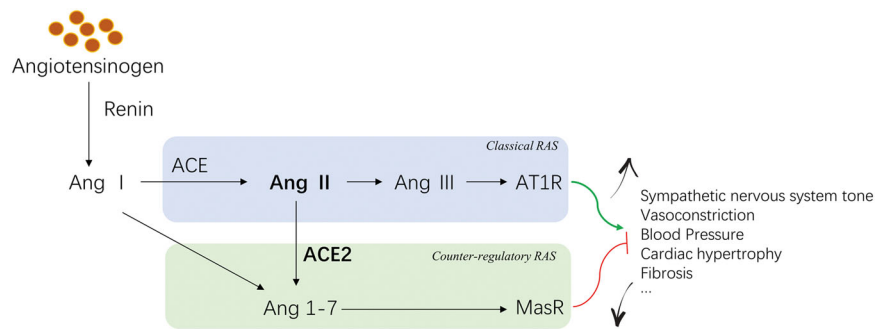 Angiotensinogen
Renin
Classical RAS
ACE
Ang I
Ang II
Ang III
AT1R
Sympathetic nervous system tone
Vasoconstriction
Blood Pressure
Cardiac hypertrophy
Fibrosis
...
ACE2
Counter-regulatory RAS
Ang 1-7
MasR